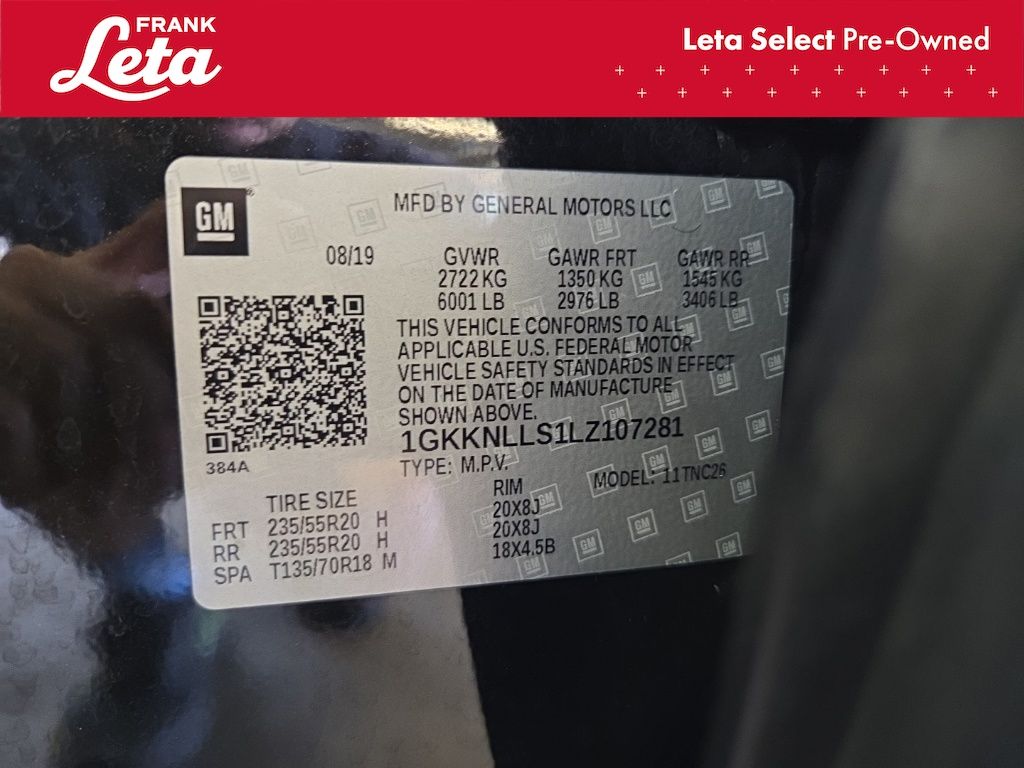 FRANK
Leta
Leta Select Pre-Owned
GM
MFD BY GENERAL MOTORS LLC
08/19 GVWR GAWR FRT GAWR RR
2722 KG 1350 KG 1545 KG
6001 LB 2976 LB 3406 LB
THIS VEHICLE CONFORMS TO ALL
APPLICABLE U.S. FEDERAL MOTOR
VEHICLE SAFETY STANDARDS IN EFFECT
ON THE DATE OF MANUFACTURE
SHOWN ABOVE.
1GKKNLLS1LZ107281
384A
TYPE: M.P.V. MODEL: 11TNC26
TIRE SIZE RIM
FRT 235/55R20 H 20X8J
RR 235/55R20 H 20X8J
SPA T135/70R18 M 18X4.5B